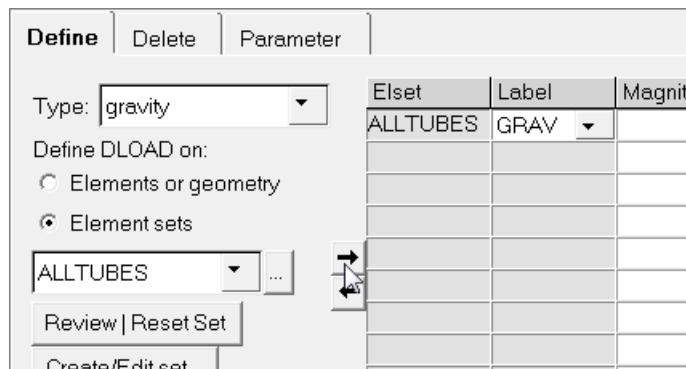 Define Delete Parameter
Type: gravity
Elset Label Magnit
ALLTUBES GRAV
Define DLOAD on:
Elements or geometry
Element sets
ALLTUBES ...
Review | Reset Set
Create/Edit set...